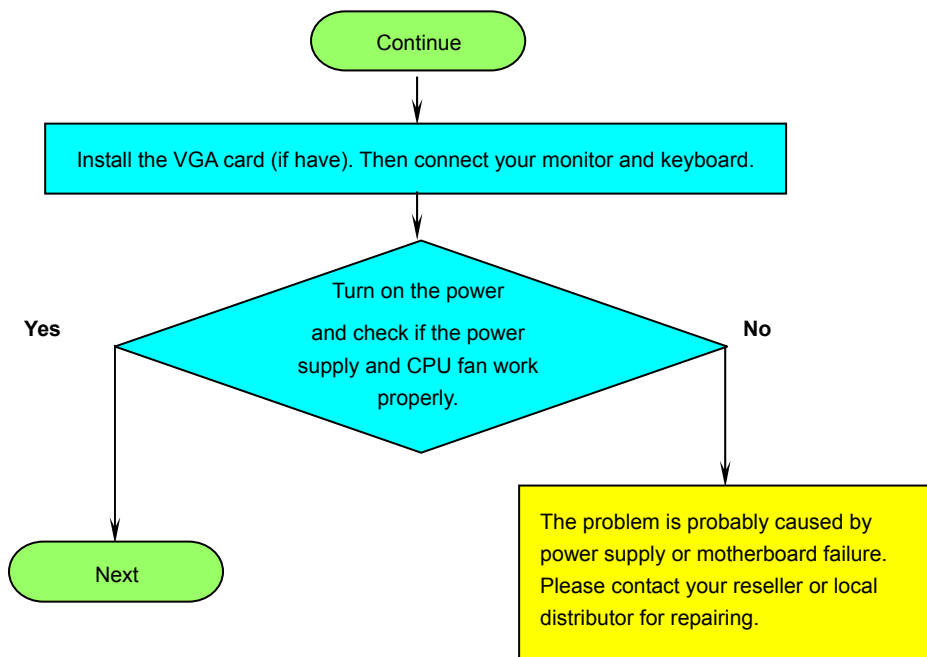 Continue
Install the VGA card (if have). Then connect your monitor and keyboard.
Turn on the power
and check if the power
supply and CPU fan work
properly.
Yes
No
The problem is probably caused by
power supply or motherboard failure.
Please contact your reseller or local
distributor for repairing.
Next